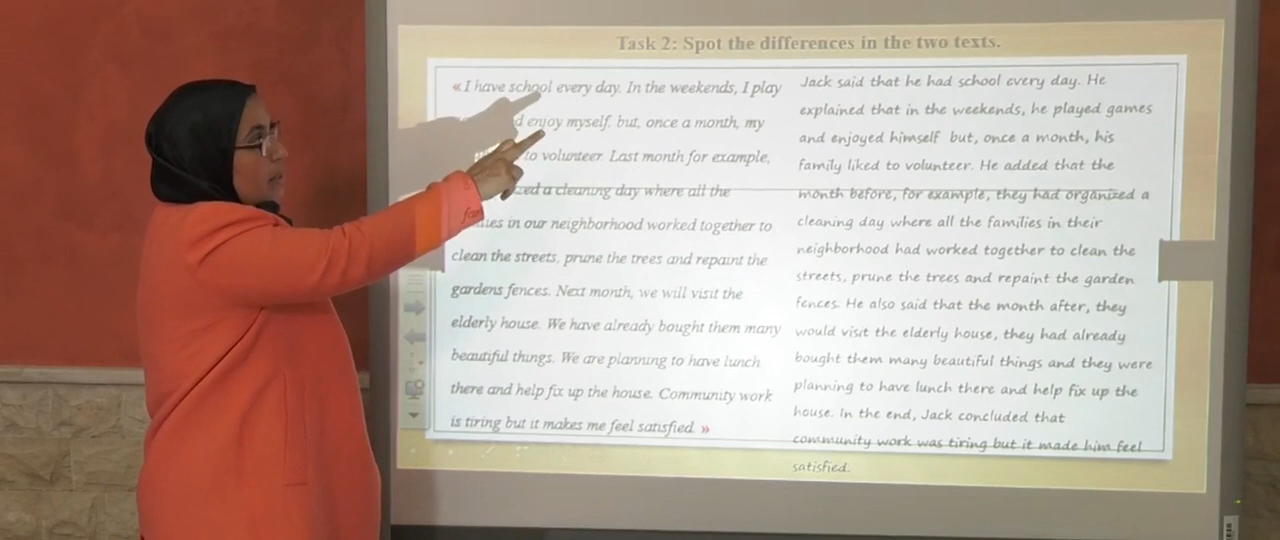 Task 2: Spot the differences in the two texts.
« I have school every day. In the weekends, I play
d enjoy myself. but, once a month, my
to volunteer. Last month for example,
zed a cleaning day where all the
fam lies in our neighborhood worked together to
clean the streets, prune the trees and repaint the
gardens fences. Next month, we will visit the
elderly house. We have already bought them many
beautiful things. We are planning to have lunch
there and help fix up the house. Community work
is tiring but it makes me feel satisfied. »
Jack said that he had school every day. He
explained that in the weekends, he played games
and enjoyed himself but, once a month, his
family liked to volunteer. He added that the
month before, for example, they had organized a
cleaning day where all the families in their
neighborhood had worked together to clean the
streets, prune the trees and repaint the garden
fences. He also said that the month after, they
would visit the elderly house, they had already
bought them many beautiful things and they were
planning to have lunch there and help fix up the
house. In the end, Jack concluded that
community work was tiring but it made him feel
satisfied.